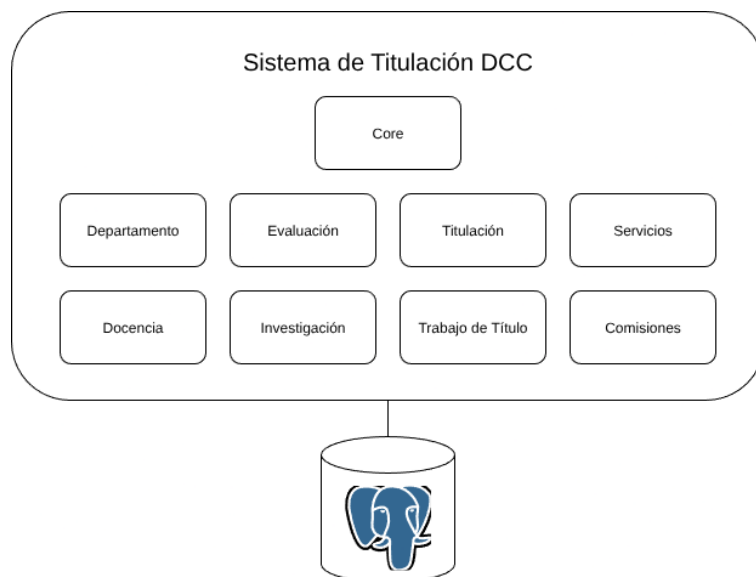 Sistema de Titulación DCC
Core
Departamento
Evaluación
Titulación
Servicios
Docencia
Investigación
Trabajo de Título
Comisiones